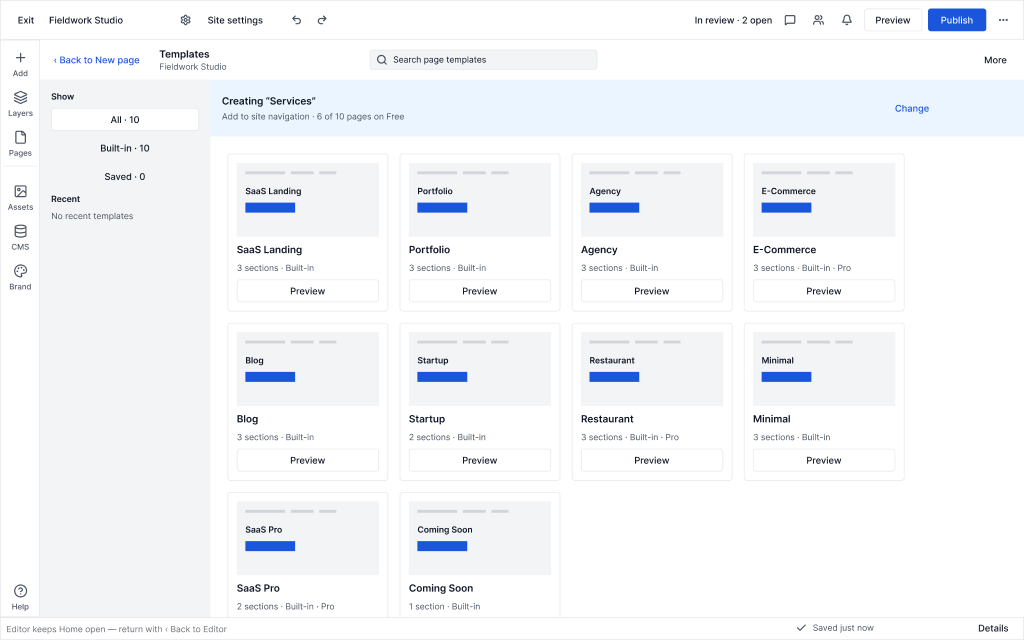 Exit
Fieldwork Studio
Site settings
In review · 2 open
Preview
Publish
Add
Layers
Pages
Assets
CMS
Brand
Help
‹ Back to New page
Templates
Fieldwork Studio
Search page templates
More
Show
All · 10
Built-in · 10
Saved · 0
Recent
No recent templates
Creating “Services”
Add to site navigation · 6 of 10 pages on Free
Change
SaaS Landing
SaaS Landing
3 sections · Built-in
Preview
Portfolio
Portfolio
3 sections · Built-in
Preview
Agency
Agency
3 sections · Built-in
Preview
E-Commerce
E-Commerce
3 sections · Built-in · Pro
Preview
Blog
Blog
3 sections · Built-in
Preview
Startup
Startup
2 sections · Built-in
Preview
Restaurant
Restaurant
3 sections · Built-in · Pro
Preview
Minimal
Minimal
3 sections · Built-in
Preview
SaaS Pro
SaaS Pro
2 sections · Built-in · Pro
Coming Soon
Coming Soon
1 section · Built-in
Editor keeps Home open — return with ‹ Back to Editor
Saved just now
Details